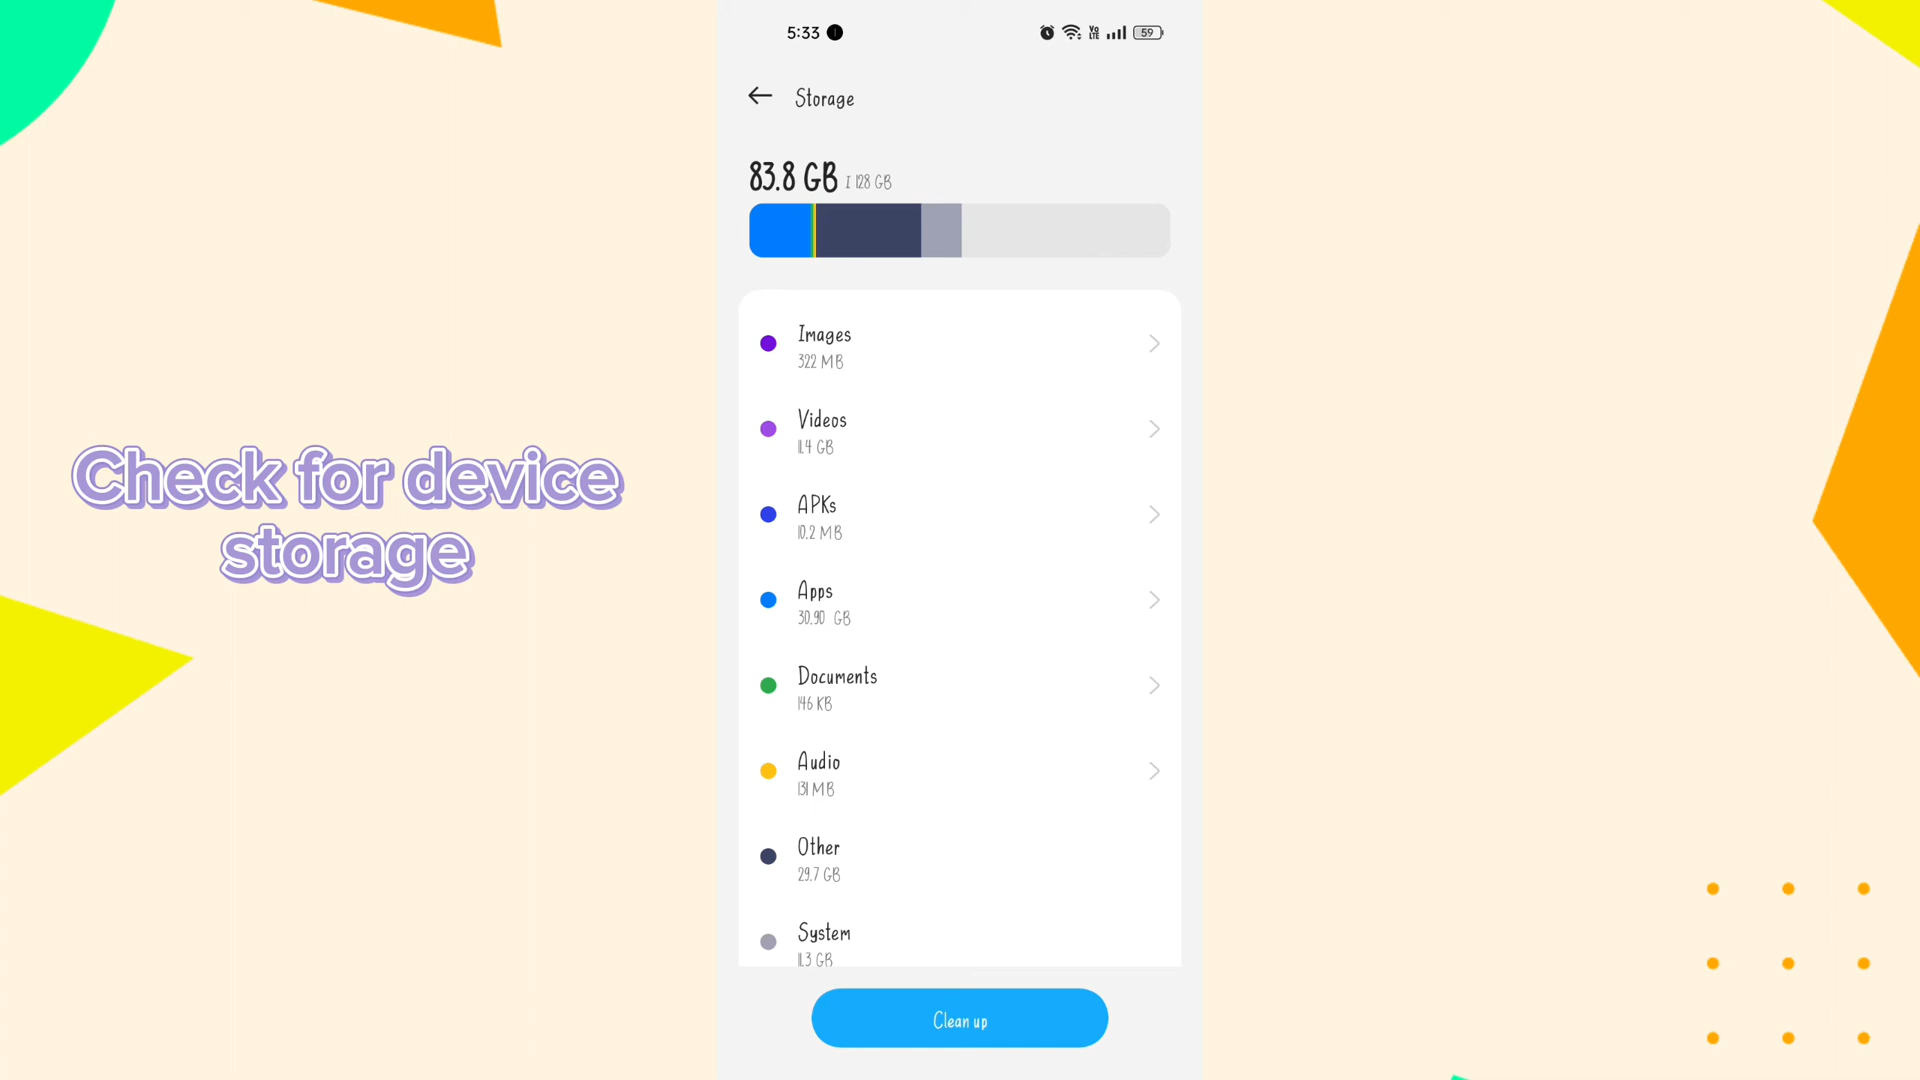 5:33
VO LTE
59
Storage
83.8 GB / 128 GB
Images
322 MB
Videos
11.4 GB
APKs
10.2 MB
Apps
30.90 GB
Documents
146 KB
Audio
131 MB
Other
29.7 GB
System
11.3 GB
Clean up
Check for device
storage